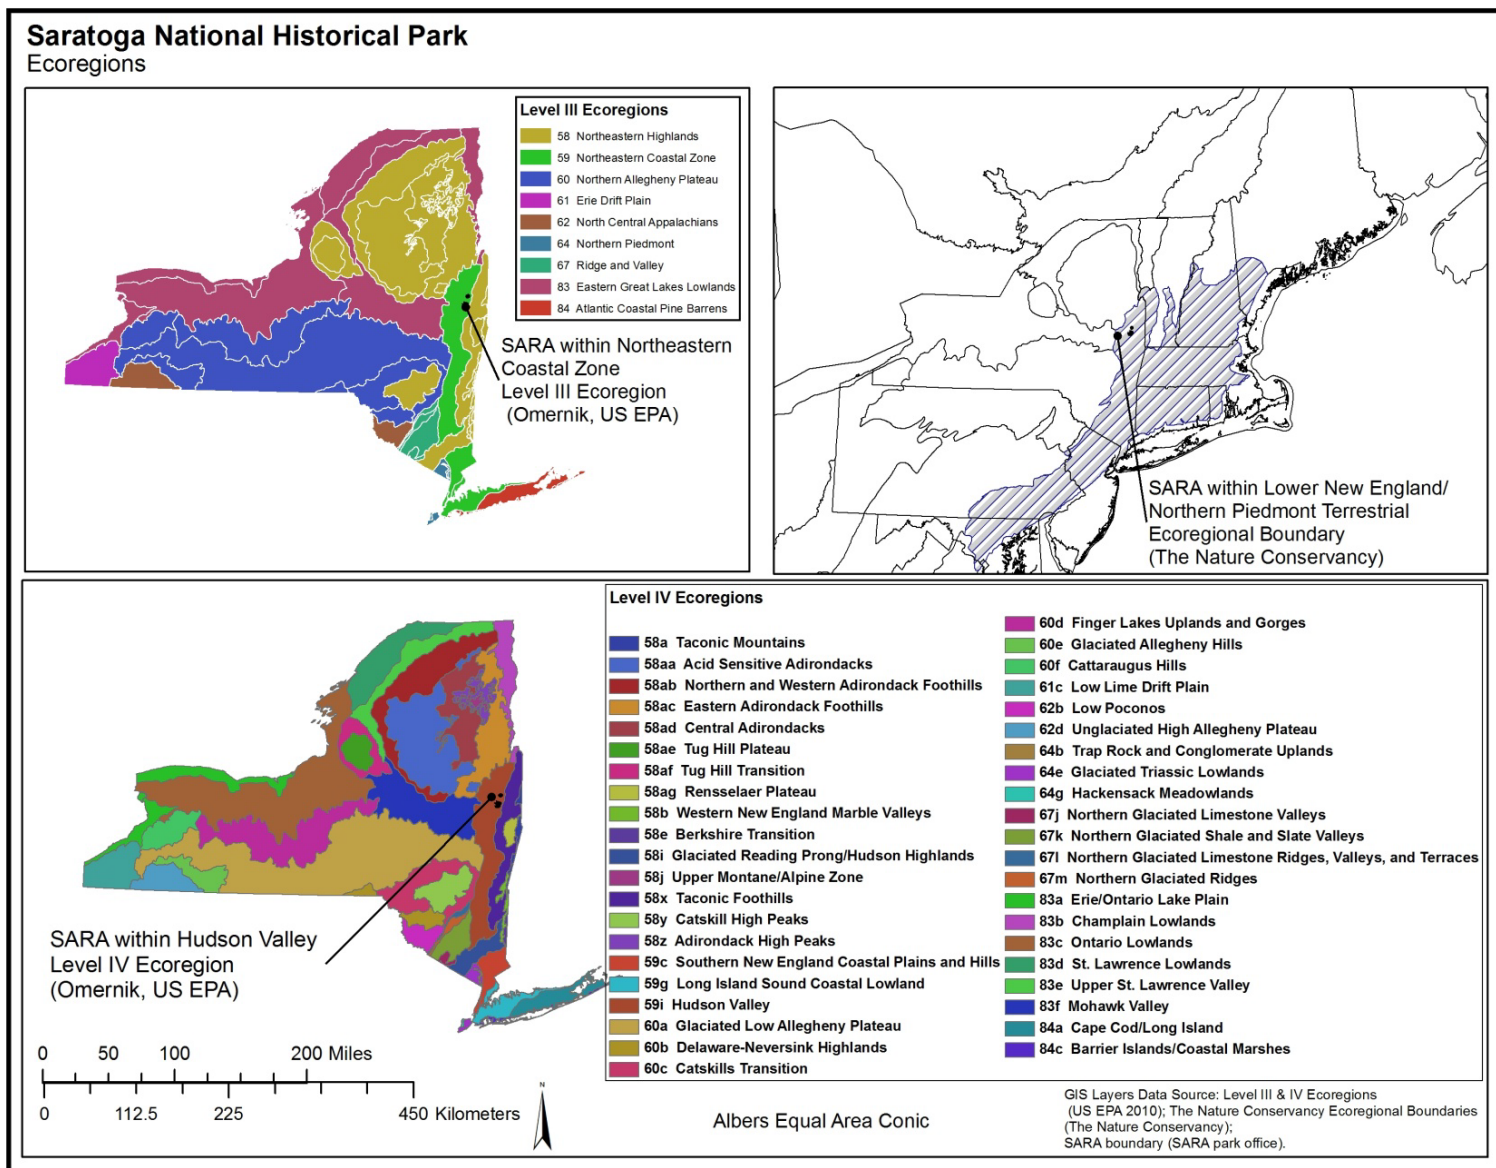 Saratoga National Historical Park
Ecoregions
Level III Ecoregions
58 Northeastern Highlands
59 Northeastern Coastal Zone
60 Northern Allegheny Plateau
61 Erie Drift Plain
62 North Central Appalachians
64 Northern Piedmont
67 Ridge and Valley
83 Eastern Great Lakes Lowlands
84 Atlantic Coastal Pine Barrens
SARA within Northeastern
Coastal Zone
Level III Ecoregion
(Omernik, US EPA)
SARA within Lower New England/
Northern Piedmont Terrestrial
Ecoregional Boundary
(The Nature Conservancy)
SARA within Hudson Valley
Level IV Ecoregion
(Omernik, US EPA)
0 50 100 200 Miles
0 112.5 225 450 Kilometers
N
Level IV Ecoregions
58a Taconic Mountains
58aa Acid Sensitive Adirondacks
58ab Northern and Western Adirondack Foothills
58ac Eastern Adirondack Foothills
58ad Central Adirondacks
58ae Tug Hill Plateau
58af Tug Hill Transition
58ag Rensselaer Plateau
58b Western New England Marble Valleys
58e Berkshire Transition
58i Glaciated Reading Prong/Hudson Highlands
58j Upper Montane/Alpine Zone
58x Taconic Foothills
58y Catskill High Peaks
58z Adirondack High Peaks
59c Southern New England Coastal Plains and Hills
59g Long Island Sound Coastal Lowland
59i Hudson Valley
60a Glaciated Low Allegheny Plateau
60b Delaware-Neversink Highlands
60c Catskills Transition
60d Finger Lakes Uplands and Gorges
60e Glaciated Allegheny Hills
60f Cattaraugus Hills
61c Low Lime Drift Plain
62b Low Poconos
62d Unglaciated High Allegheny Plateau
64b Trap Rock and Conglomerate Uplands
64e Glaciated Triassic Lowlands
64g Hackensack Meadowlands
67j Northern Glaciated Limestone Valleys
67k Northern Glaciated Shale and Slate Valleys
67l Northern Glaciated Limestone Ridges, Valleys, and Terraces
67m Northern Glaciated Ridges
83a Erie/Ontario Lake Plain
83b Champlain Lowlands
83c Ontario Lowlands
83d St. Lawrence Lowlands
83e Upper St. Lawrence Valley
83f Mohawk Valley
84a Cape Cod/Long Island
84c Barrier Islands/Coastal Marshes
Albers Equal Area Conic
GIS Layers Data Source: Level III & IV Ecoregions
(US EPA 2010); The Nature Conservancy Ecoregional Boundaries
(The Nature Conservancy);
SARA boundary (SARA park office).